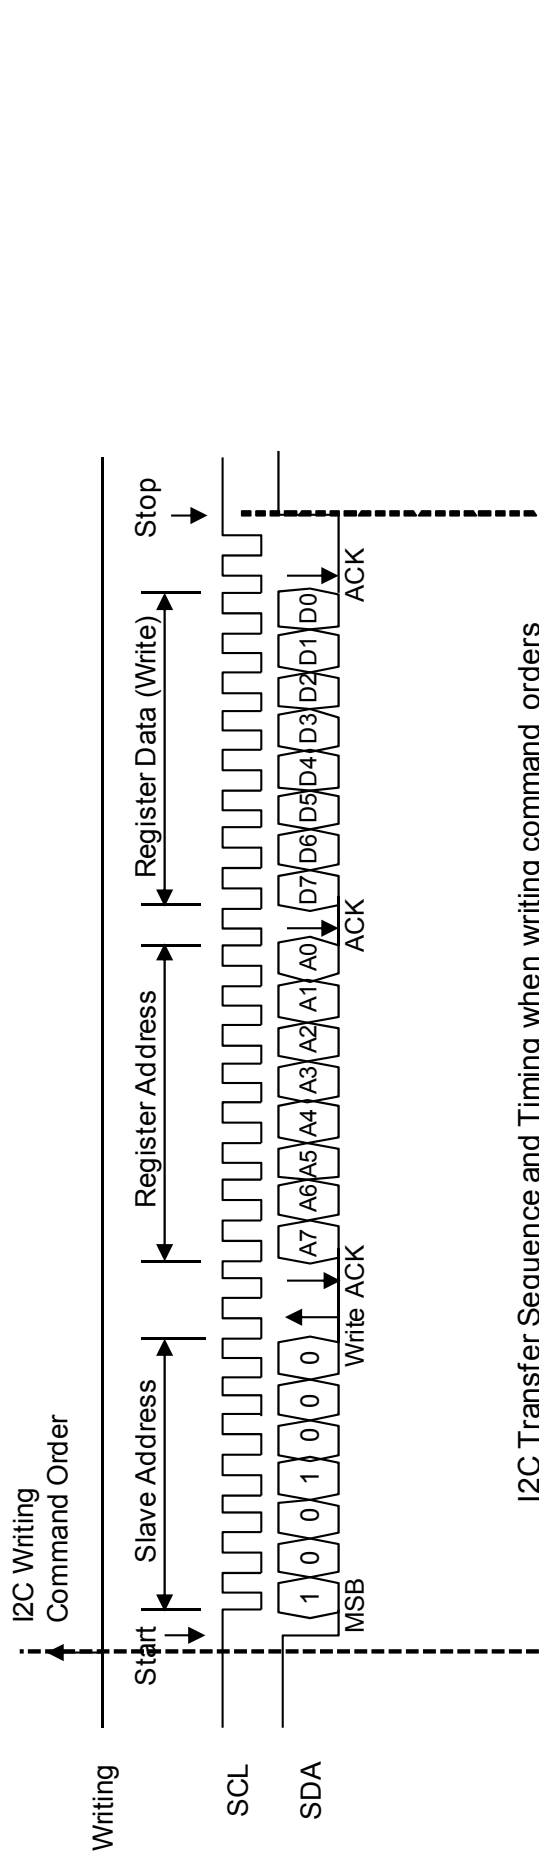 I2C Writing
Command Order
Writing
Start
Slave Address
Register Address
Register Data (Write)
Stop
SCL
SDA
1 0 0 1 0 0 0
A7 A6 A5 A4 A3 A2 A1 A0
D7 D6 D5 D4 D3 D2 D1 D0
MSB
Write ACK
ACK
ACK
I2C Transfer Sequence and Timing when writing command orders